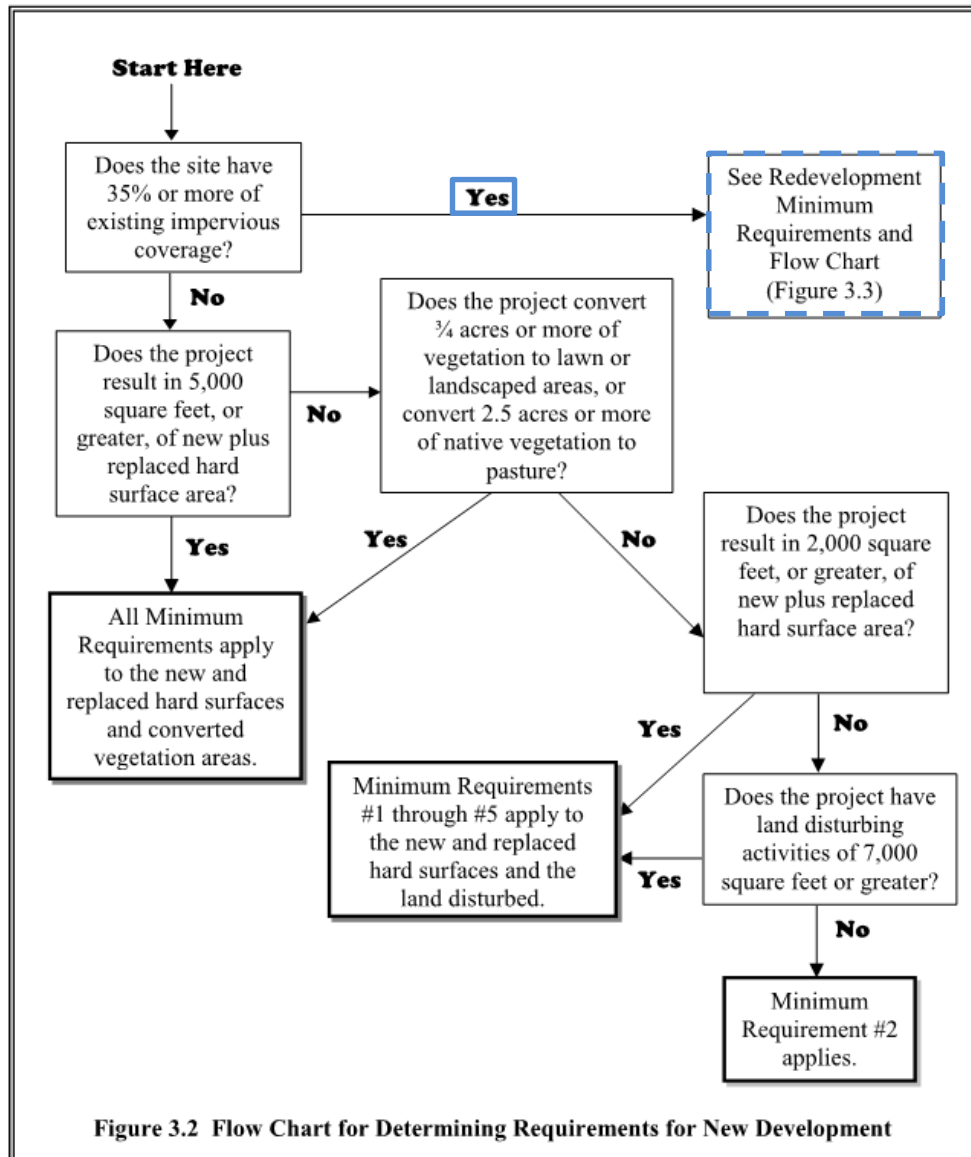 Start Here
Does the site have
35% or more of
existing impervious
coverage?
Yes
See Redevelopment
Minimum
Requirements and
Flow Chart
(Figure 3.3)
No
Does the project
result in 5,000
square feet, or
greater, of new plus
replaced hard
surface area?
No
Does the project convert
¾ acres or more of
vegetation to lawn or
landscaped areas, or
convert 2.5 acres or more
of native vegetation to
pasture?
Yes
Yes
No
Does the project
result in 2,000 square
feet, or greater, of
new plus replaced
hard surface area?
All Minimum
Requirements apply
to the new and
replaced hard surfaces
and converted
vegetation areas.
Yes
No
Minimum Requirements
#1 through #5 apply to
the new and replaced
hard surfaces and the
land disturbed.
Yes
Does the project have
land disturbing
activities of 7,000
square feet or greater?
No
Minimum
Requirement #2
applies.
Figure 3.2 Flow Chart for Determining Requirements for New Development